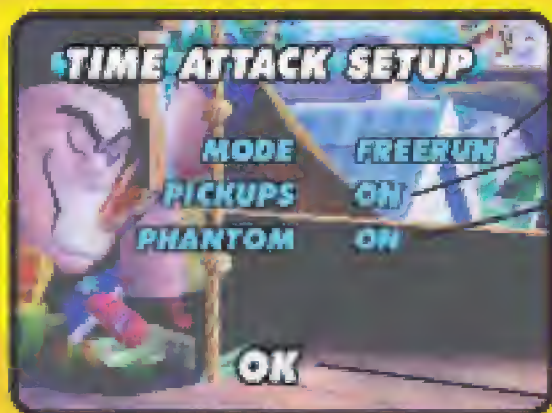 TIME ATTACK SETUP
MODE FREERUN
PICKUPS ON
PHANTOM ON
OK